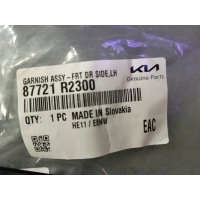 GARNISH ASSY-FRT DR SIDE,LH
87721 R2300
KIA
Genuine Parts
QTY: 1 PC MADE IN Slovakia
HE11 / E0NW
EAC